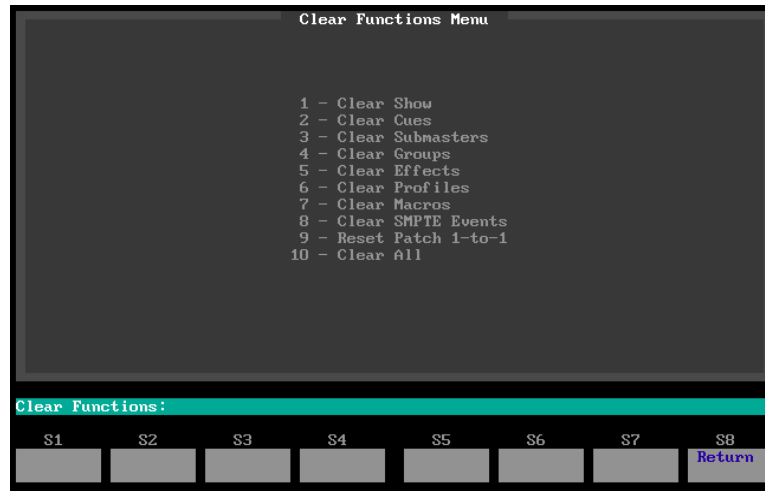 Clear Functions Menu
1 - Clear Show
2 - Clear Cues
3 - Clear Submasters
4 - Clear Groups
5 - Clear Effects
6 - Clear Profiles
7 - Clear Macros
8 - Clear SMPTE Events
9 - Reset Patch 1-to-1
10 - Clear All
Clear Functions:
S1 S2 S3 S4 S5 S6 S7 S8
Return